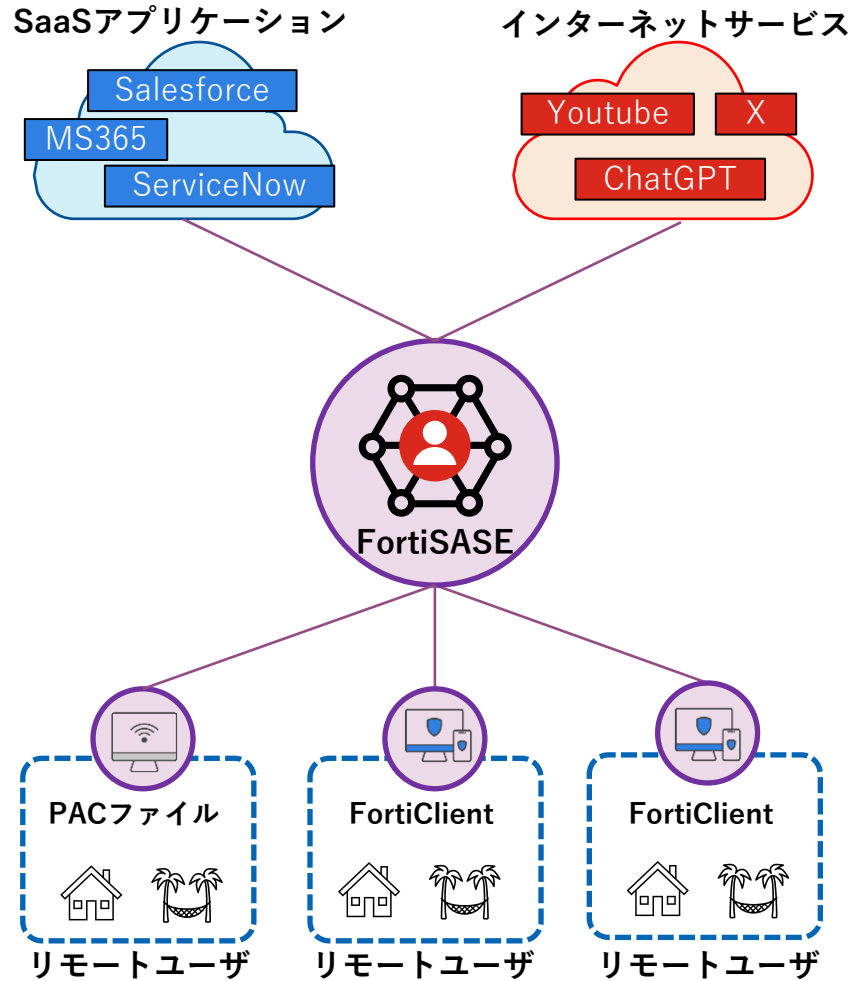 SaaSアプリケーション
インターネットサービス
Salesforce
MS365
ServiceNow
Youtube
X
ChatGPT
FortiSASE
PACファイル
FortiClient
FortiClient
リモートユーザ
リモートユーザ
リモートユーザ